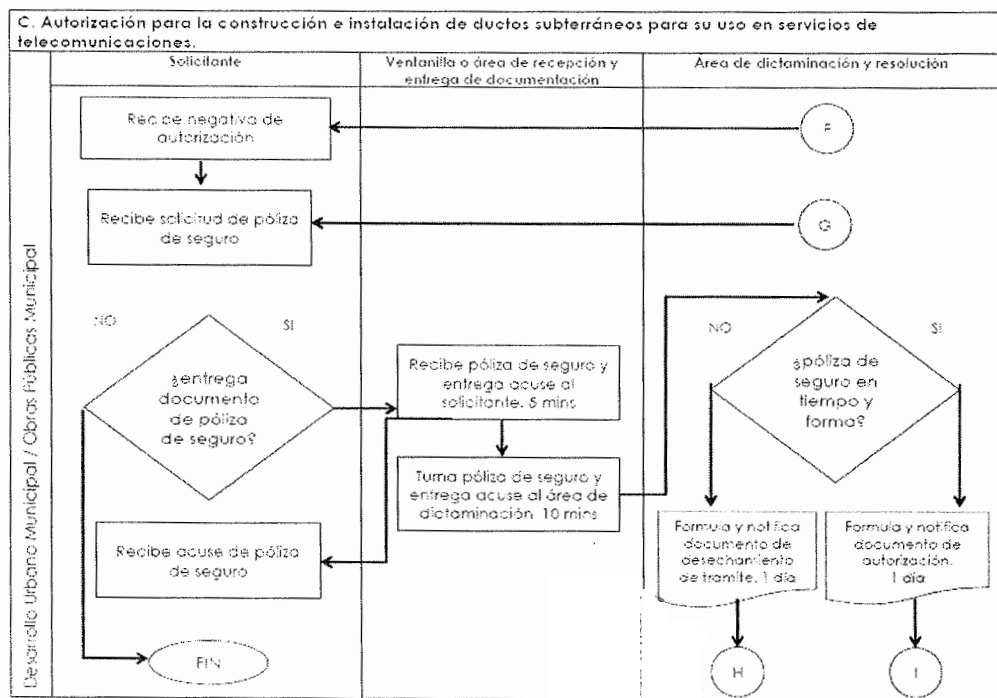 C. Autorización para la construcción e instalación de ductos subterráneos para su uso en servicios de
telecomunicaciones.
Solicitante
Ventanilla o área de recepción y
entrega de documentación
Area de dictaminación y resolución
Desarrollo Urbano Municipal / Obras Públicas Municipal
Recibe negativa de
autorización
F
Recibe solicitud de póliza
de seguro
G
NO
SI
¿entrega
documento
de póliza
de seguro?
Recibe póliza de seguro y
entrega acuse al
solicitante. 5 mins
NO
SI
¿póliza de
seguro en
tiempo y
forma?
Turna póliza de seguro y
entrega acuse al área de
dictaminación 10 mins
Recibe acuse de póliza
de seguro
Formula y notifica
documento de
desechamiento
de tramite. 1 día
Formula y notifica
documento de
autorización.
1 día
FIN
H
I